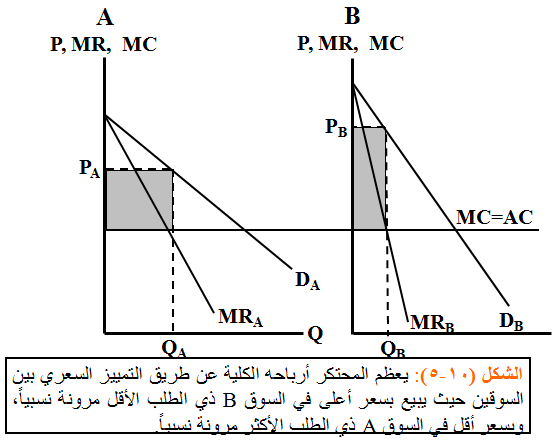 A
B
P, MR, MC
P, MR, MC
P_A
P_B
MC=AC
D_A
MR_A
MR_B
D_B
Q
Q_A
Q_B
الشكل (١٠-٥): يعظم المحتكر أرباحه الكلية عن طريق التمييز السعري بين
السوقين حيث يبيع بسعر أعلى في السوق B ذي الطلب الأقل مرونة نسبياً،
وبسعر أقل في السوق A ذي الطلب الأكثر مرونة نسبياً.